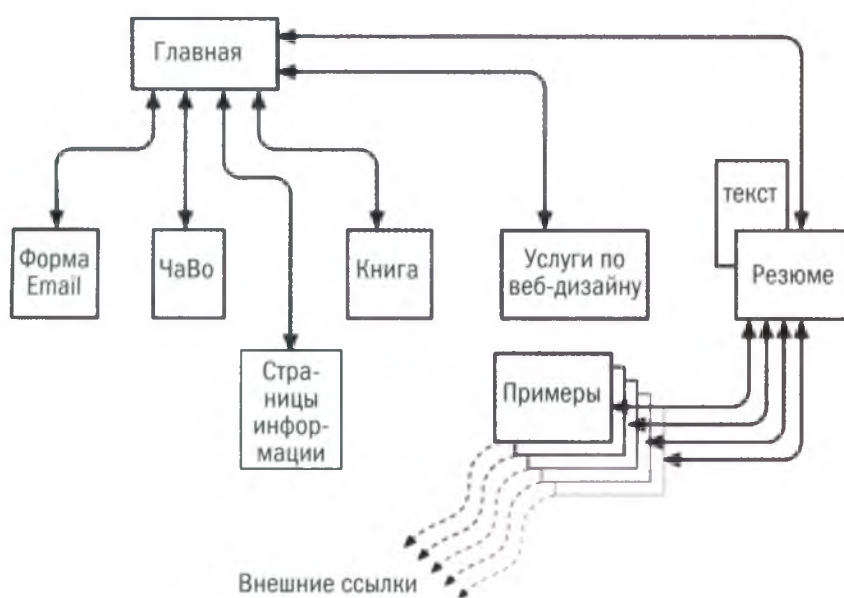 Главная
текст
Форма
Email
ЧаВо
Книга
Услуги по
веб-дизайну
Резюме
Стра-
ницы
инфор-
мации
Примеры
Внешние ссылки